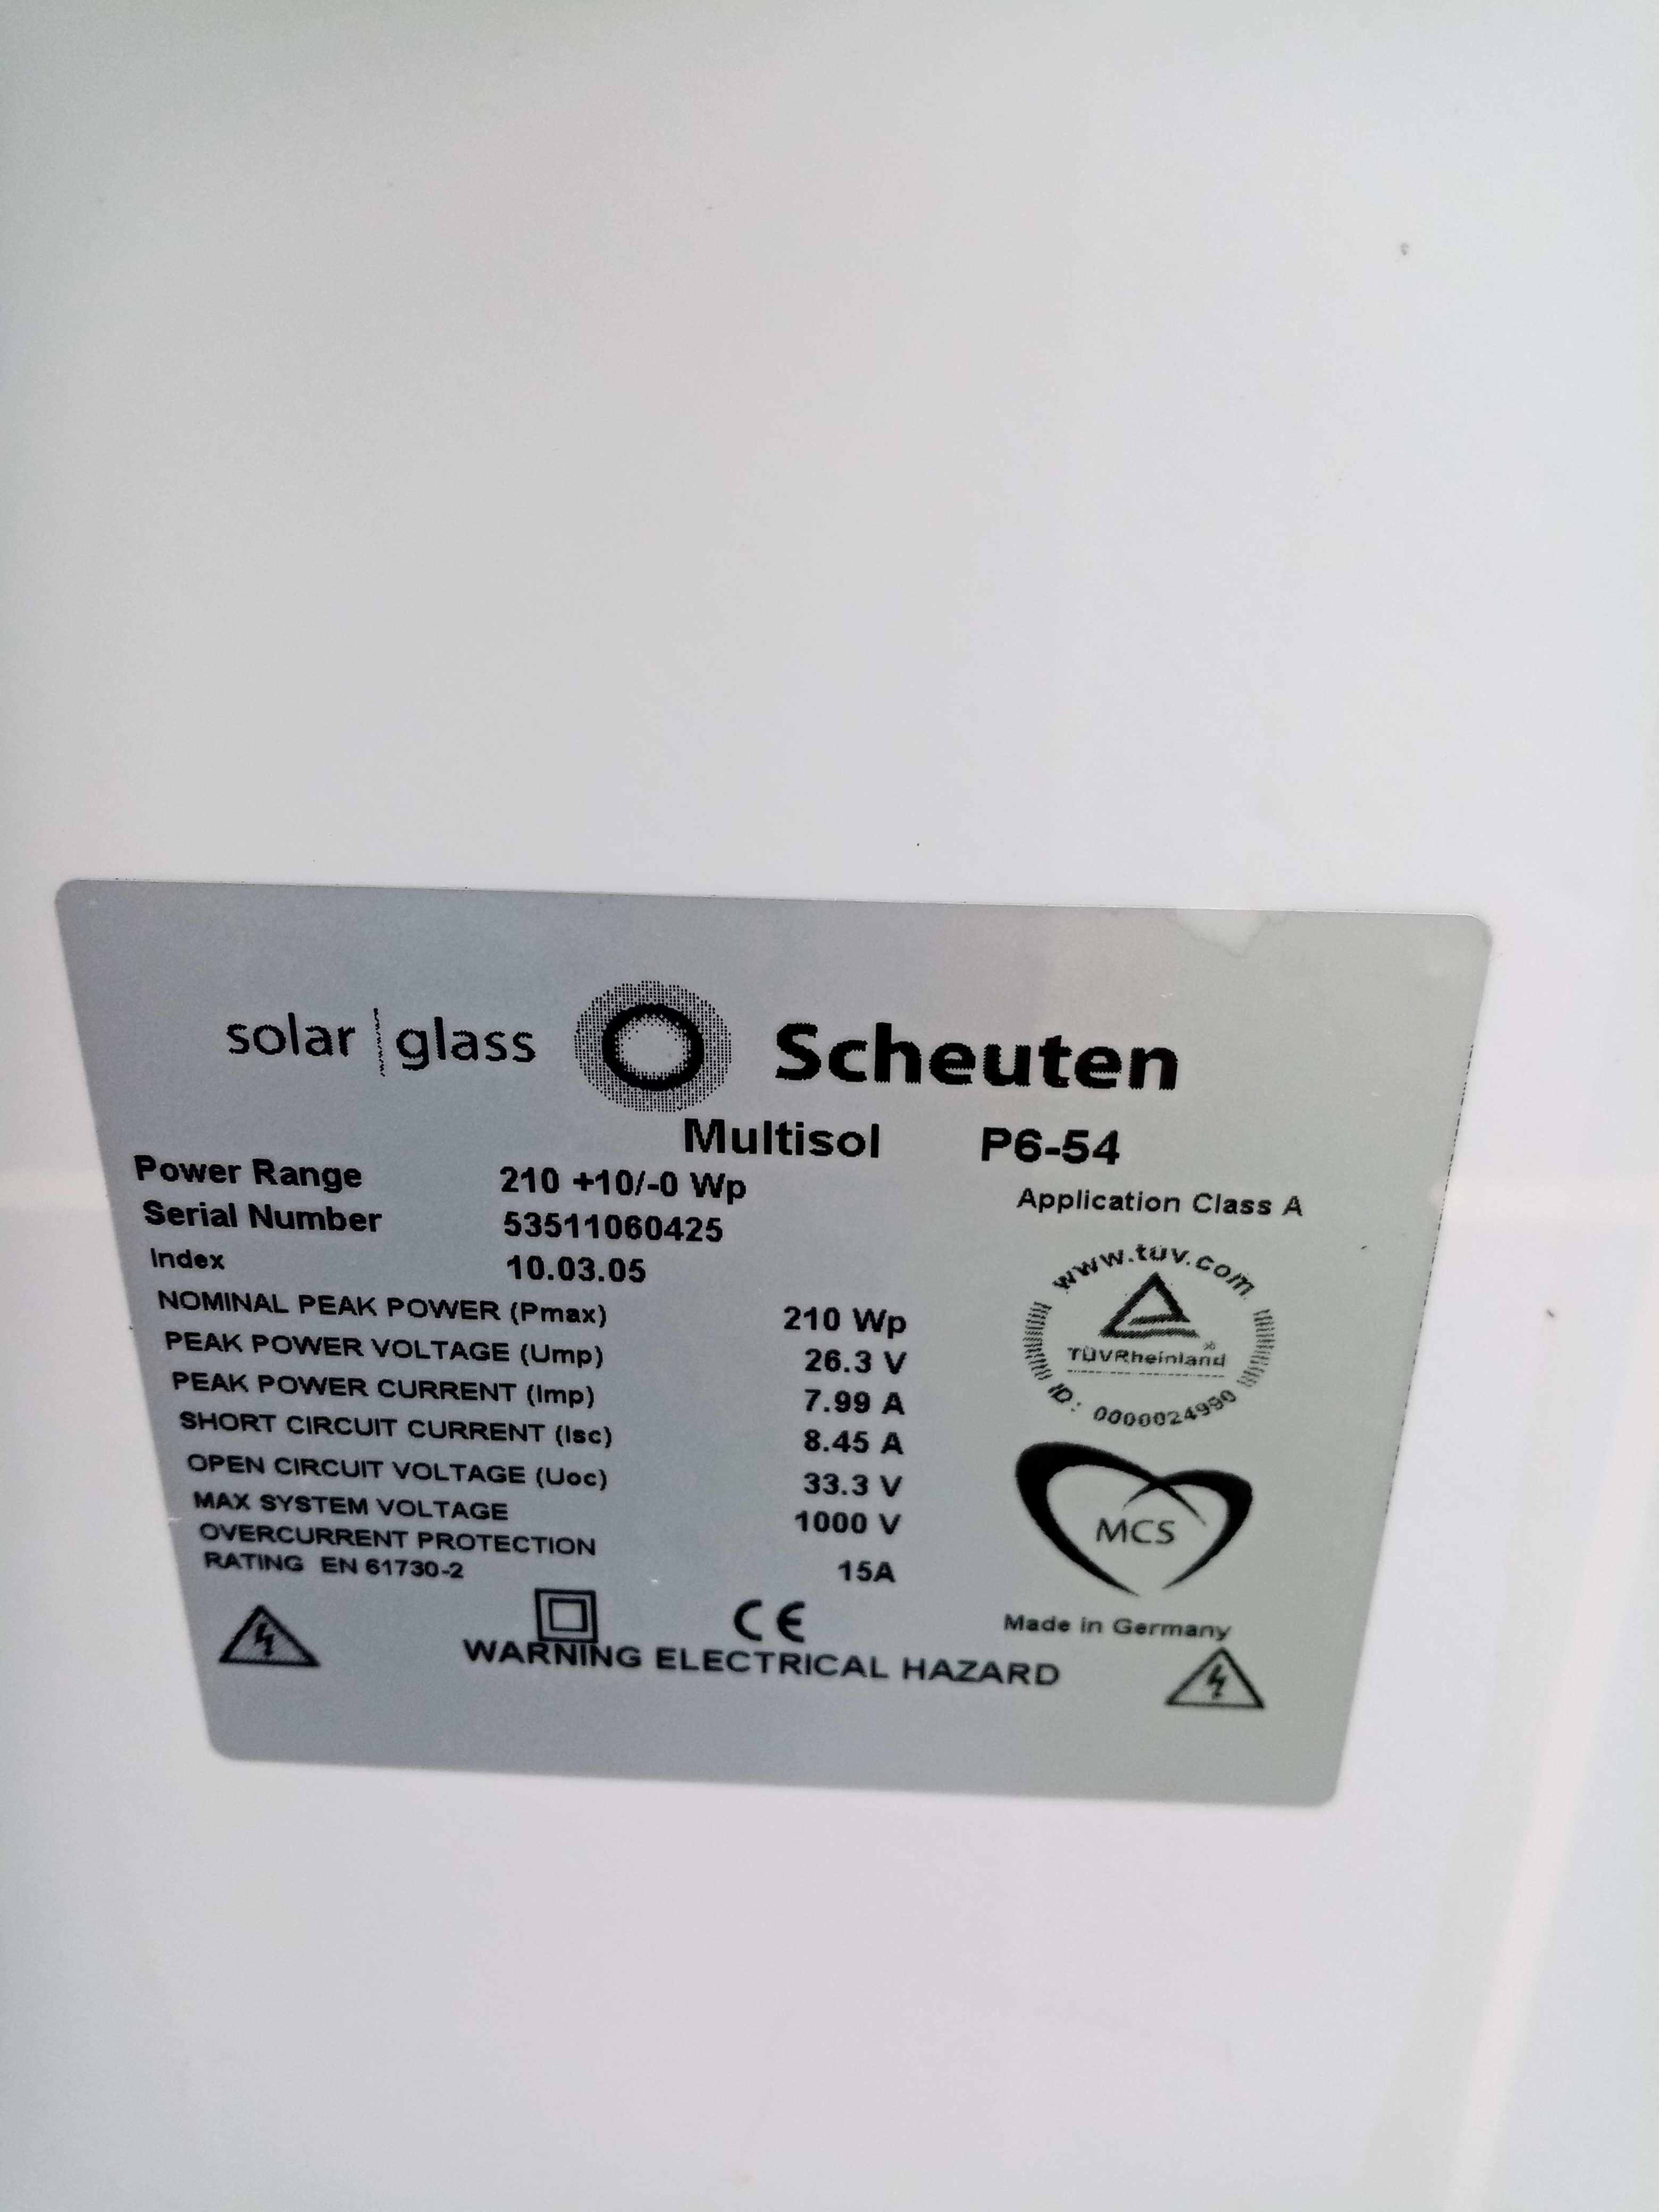 solar|glass Scheuten
Multisol P6-54
Power Range 210 +10/-0 Wp
Serial Number 53511060425
Application Class A
Index 10.03.05
NOMINAL PEAK POWER (Pmax) 210 Wp
PEAK POWER VOLTAGE (Ump) 26.3 V
PEAK POWER CURRENT (Imp) 7.99 A
SHORT CIRCUIT CURRENT (Isc) 8.45 A
OPEN CIRCUIT VOLTAGE (Uoc) 33.3 V
MAX SYSTEM VOLTAGE 1000 V
OVERCURRENT PROTECTION
RATING EN 61730-2 15A
www.tuv.com
TÜVRheinland
ID: 0000024990
MCS
Made in Germany
CE
WARNING ELECTRICAL HAZARD